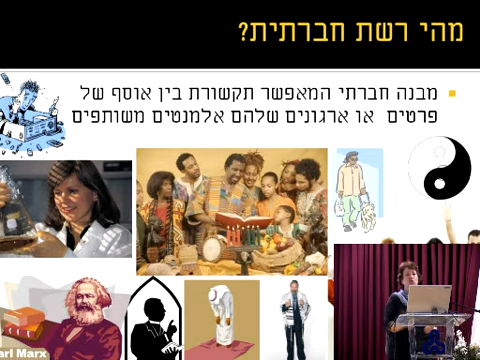 מהי רשת חברתית?
מבנה חברתי המאפשר תקשורת בין אוסף של
פרטים או ארגונים שלהם אלמנטים משותפים
arl Marx